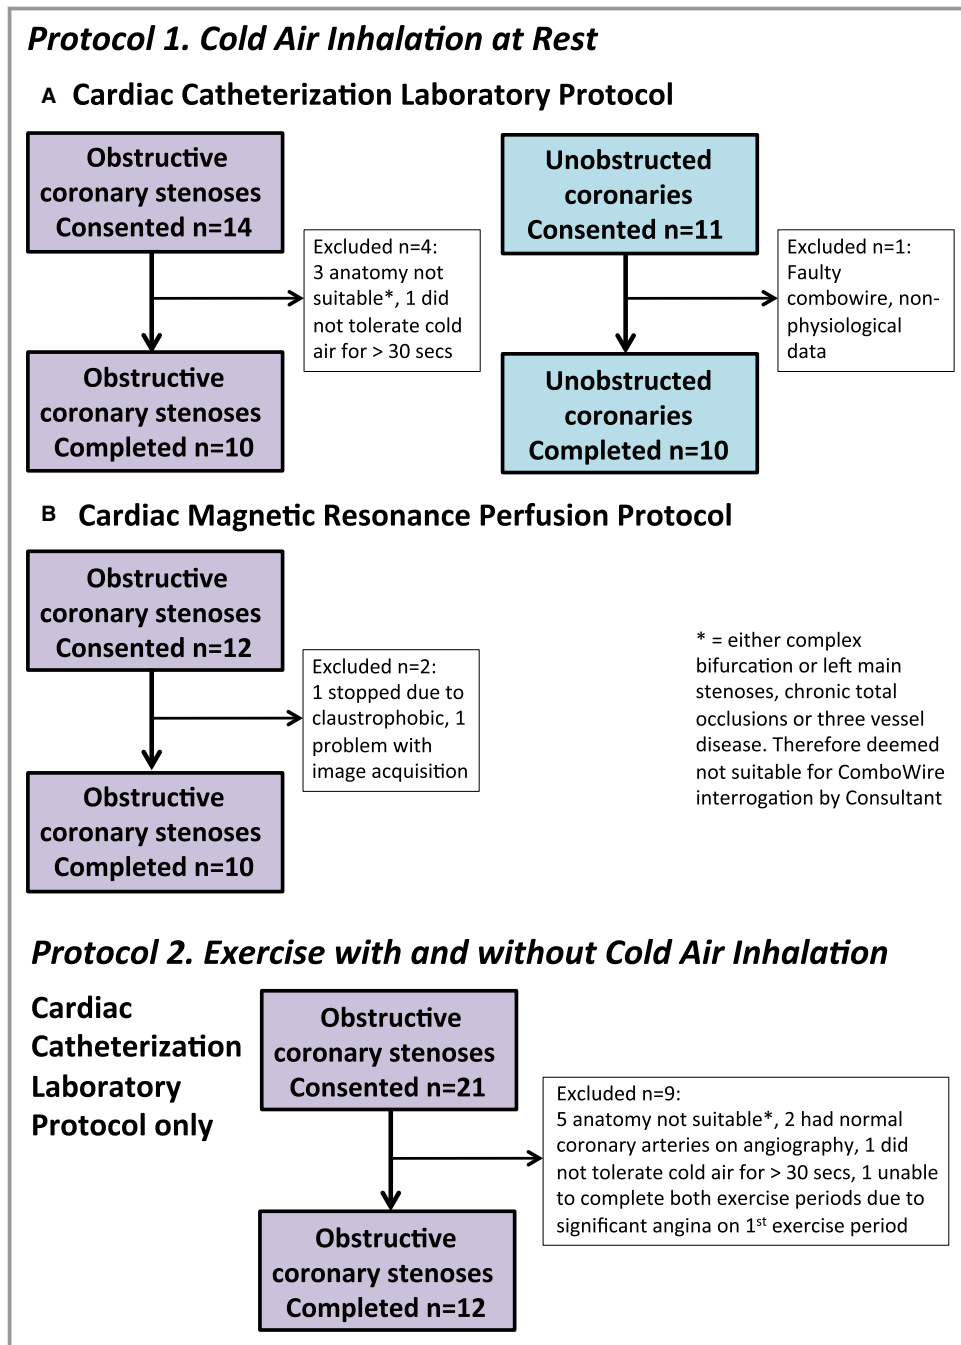 Protocol 1. Cold Air Inhalation at Rest
A Cardiac Catheterization Laboratory Protocol
Obstructive
coronary stenoses
Consented n=14
Excluded n=4:
3 anatomy not
suitable*, 1 did
not tolerate cold
air for > 30 secs
Obstructive
coronary stenoses
Completed n=10
Unobstructed
coronaries
Consented n=11
Excluded n=1:
Faulty
combowire, non-
physiological
data
Unobstructed
coronaries
Completed n=10
B Cardiac Magnetic Resonance Perfusion Protocol
Obstructive
coronary stenoses
Consented n=12
Excluded n=2:
1 stopped due to
claustrophobic, 1
problem with
image acquisition
Obstructive
coronary stenoses
Completed n=10
* = either complex
bifurcation or left main
stenoses, chronic total
occlusions or three vessel
disease. Therefore deemed
not suitable for ComboWire
interrogation by Consultant
Protocol 2. Exercise with and without Cold Air Inhalation
Cardiac
Catheterization
Laboratory
Protocol only
Obstructive
coronary stenoses
Consented n=21
Excluded n=9:
5 anatomy not suitable*, 2 had normal
coronary arteries on angiography, 1 did
not tolerate cold air for > 30 secs, 1 unable
to complete both exercise periods due to
significant angina on 1st exercise period
Obstructive
coronary stenoses
Completed n=12